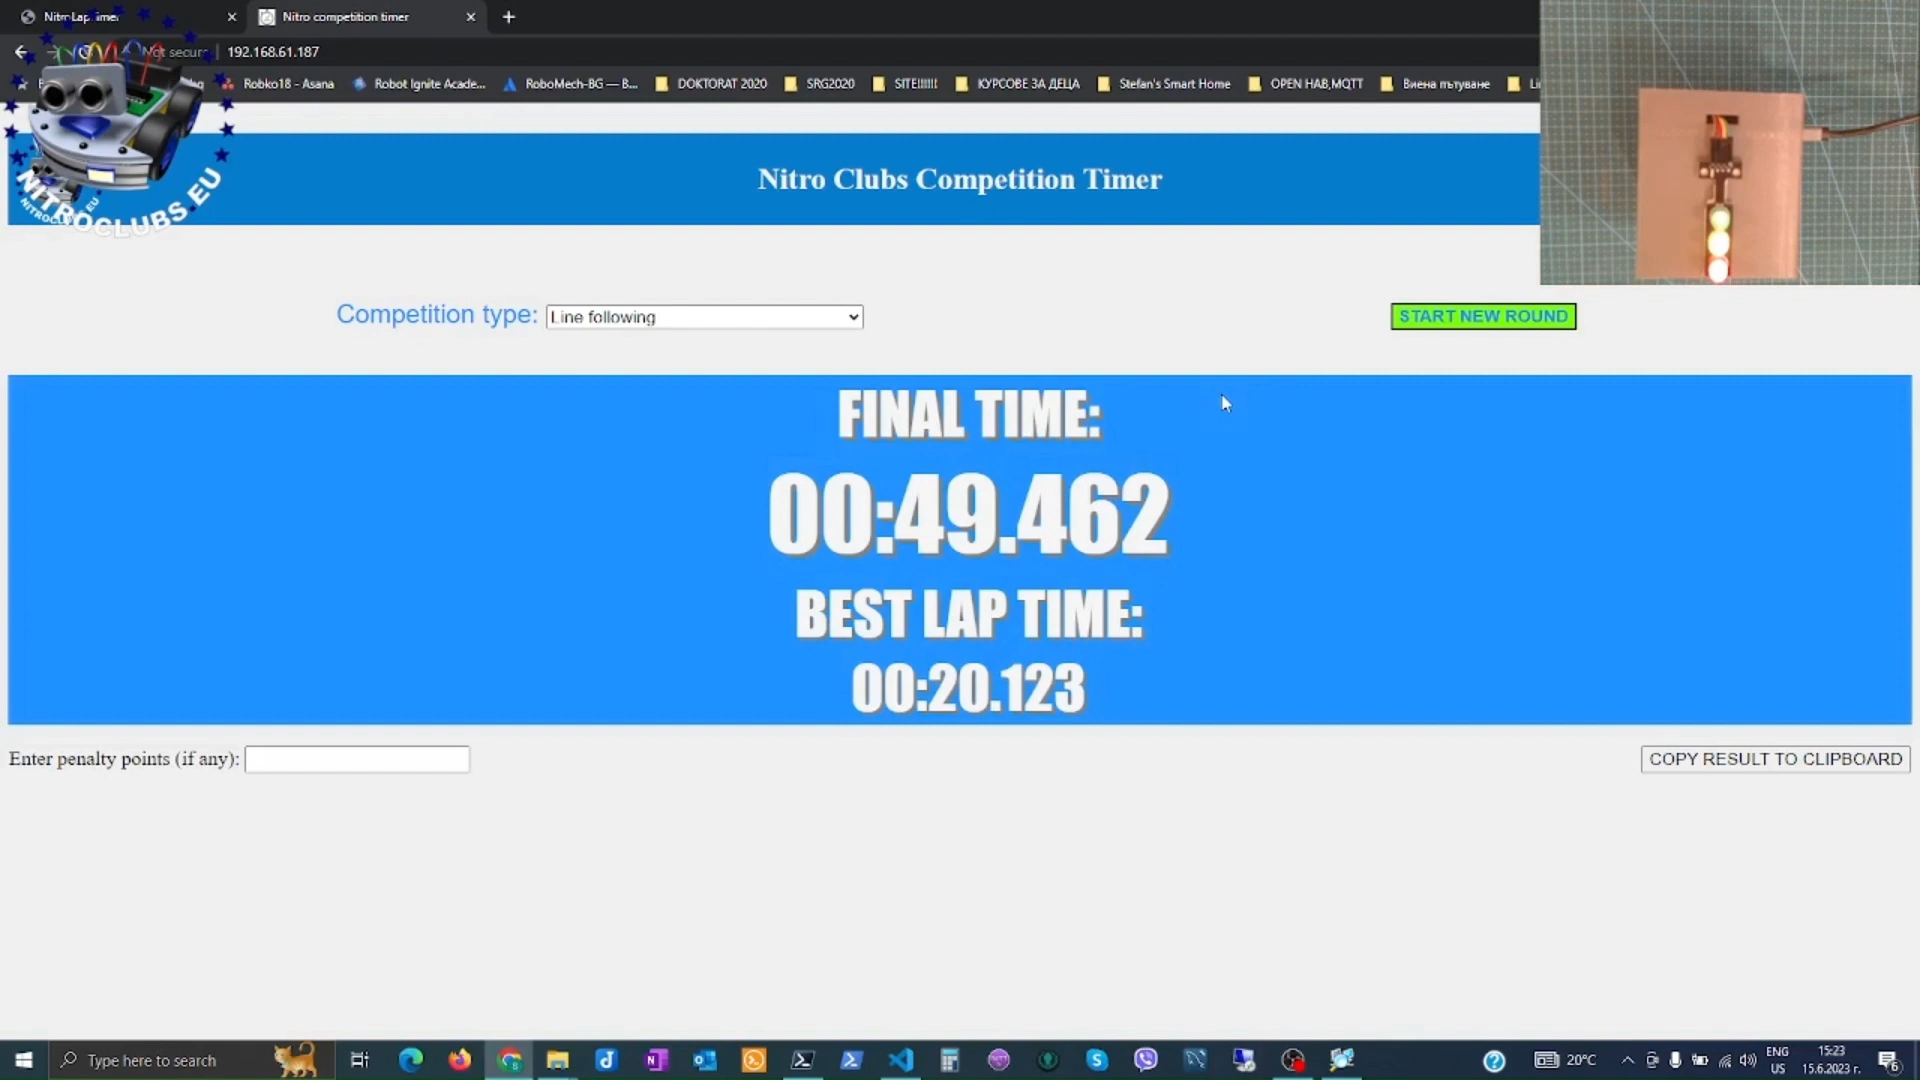 Nitro competition timer
192.168.61.187
Robko18 - Asana
Robot Ignite Acade...
RoboMech-BG — B...
DOKTORAT 2020
SRG2020
SITE!!!!!!
КУРСОВЕ ЗА ДЕЦА
Stefan's Smart Home
OPEN HAB,MQTT
Виена пътуване
NITROCLUBS.EU
Nitro Clubs Competition Timer
Competition type: Line following
START NEW ROUND
FINAL TIME:
00:49.462
BEST LAP TIME:
00:20.123
Enter penalty points (if any):
COPY RESULT TO CLIPBOARD
Type here to search
20°C
ENG
US
15:23
15.6.2023 г.
6